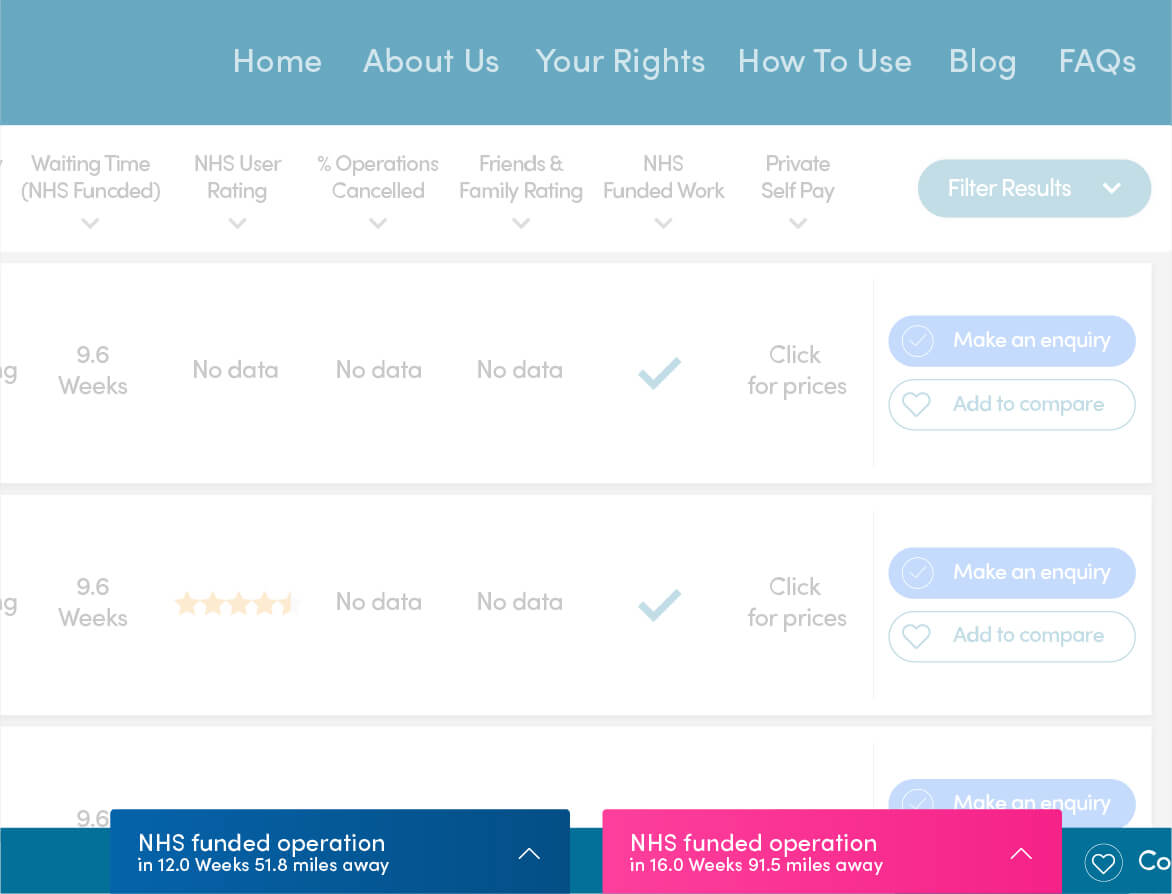 Home About Us Your Rights How To Use Blog FAQs
Waiting Time NHS User % Operations Friends & NHS Private
(NHS Funcded) Rating Cancelled Family Rating Funded Work Self Pay
Filter Results
9.6 Click
Weeks No data No data No data for prices
Make an enquiry
Add to compare
9.6 Click
Weeks No data No data for prices
Make an enquiry
Add to compare
9.6
Make an enquiry
NHS funded operation
in 12.0 Weeks 51.8 miles away
NHS funded operation
in 16.0 Weeks 91.5 miles away